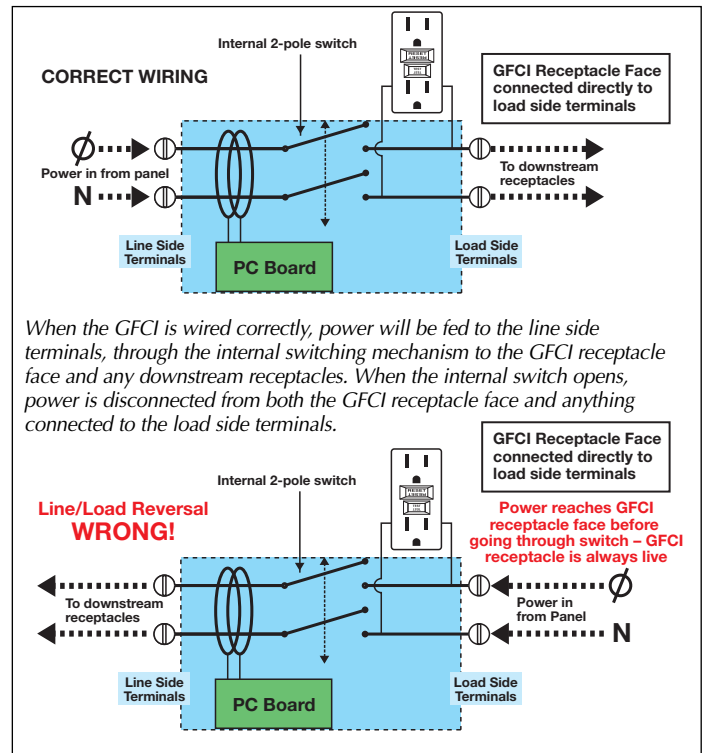 Internal 2-pole switch
CORRECT WIRING
RESET
TEST
GFCI Receptacle Face
connected directly to
load side terminals
Ø
Power in from panel
N
To downstream
receptacles
Line Side
Terminals
PC Board
Load Side
Terminals
When the GFCI is wired correctly, power will be fed to the line side
terminals, through the internal switching mechanism to the GFCI receptacle
face and any downstream receptacles. When the internal switch opens,
power is disconnected from both the GFCI receptacle face and anything
connected to the load side terminals.
GFCI Receptacle Face
connected directly to
load side terminals
Internal 2-pole switch
RESET
TEST
Line/Load Reversal
WRONG!
Power reaches GFCI
receptacle face before
going through switch – GFCI
receptacle is always live
To downstream
receptacles
Ø
Power in
from Panel
N
Line Side
Terminals
PC Board
Load Side
Terminals